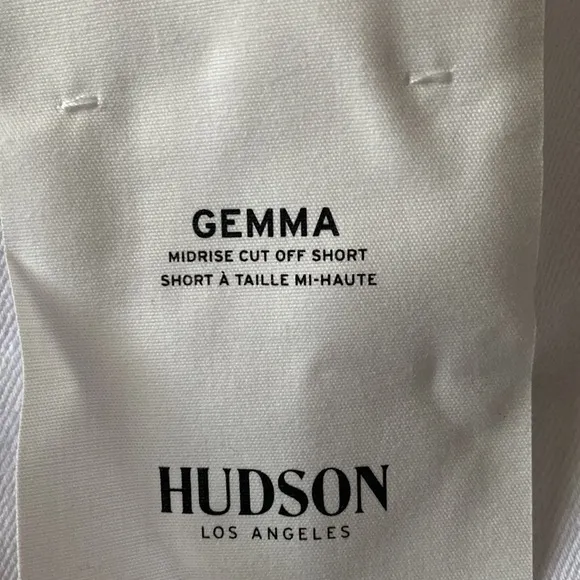 GEMMA
MIDRISE CUT OFF SHORT
SHORT À TAILLE MI-HAUTE
HUDSON
LOS ANGELES